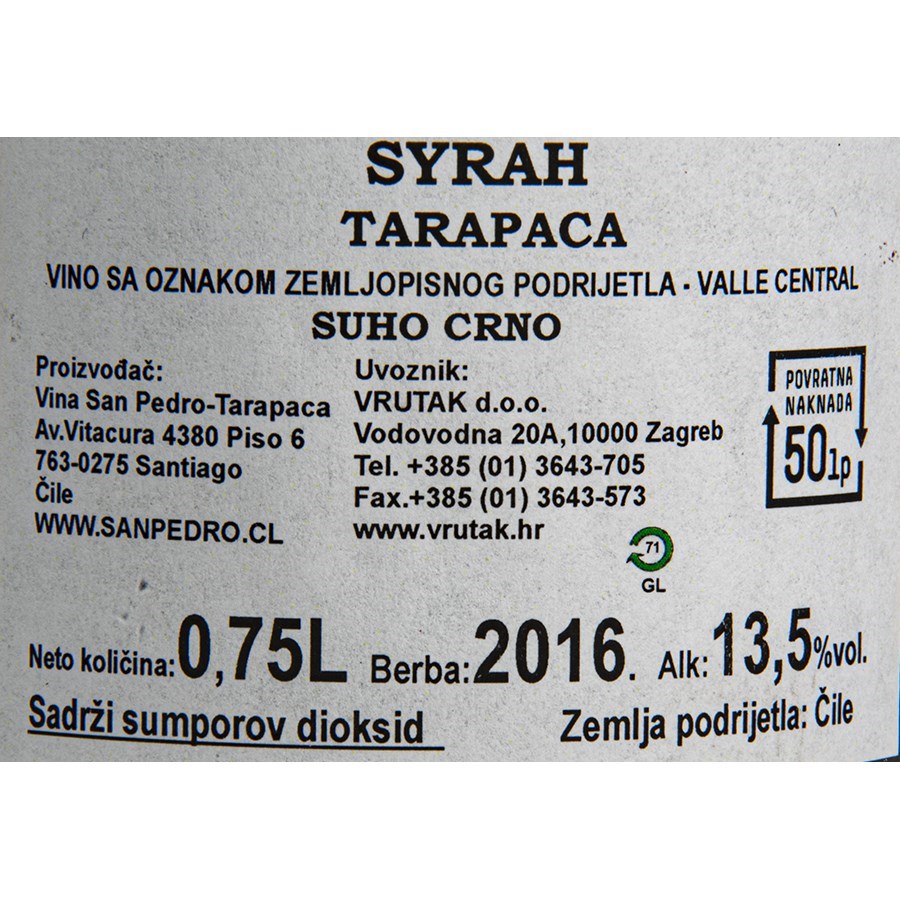 SYRAH
TARAPACA
VINO SA OZNAKOM ZEMLJOPISNOG PODRIJETLA - VALLE CENTRAL
SUHO CRNO
Proizvođač:
Vina San Pedro-Tarapaca
Av.Vitacura 4380 Piso 6
763-0275 Santiago
Čile
WWW.SANPEDRO.CL
Uvoznik:
VRUTAK d.o.o.
Vodovodna 20A,10000 Zagreb
Tel. +385 (01) 3643-705
Fax.+385 (01) 3643-573
www.vrutak.hr
POVRATNA
NAKNADA
50lp
71
GL
Neto količina:0,75L Berba:2016. Alk:13,5%vol.
Sadrži sumporov dioksid Zemlja podrijetla: Čile